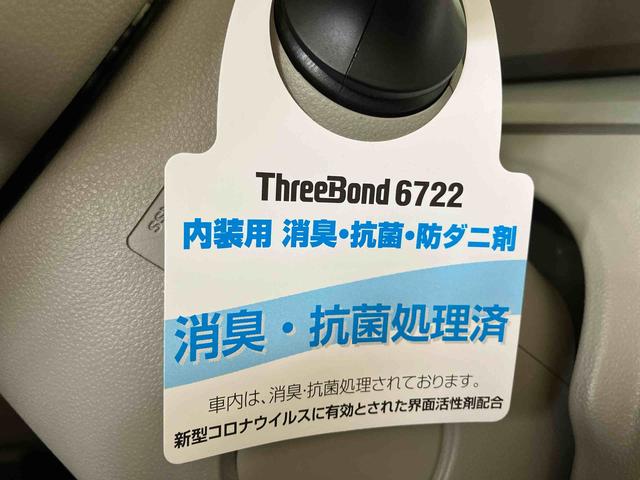 ThreeBond 6722
内装用 消臭・抗菌・防ダニ剤
消臭・抗菌処理済
車内は、消臭・抗菌処理されております。
新型コロナウイルスに有効とされた界面活性剤配合